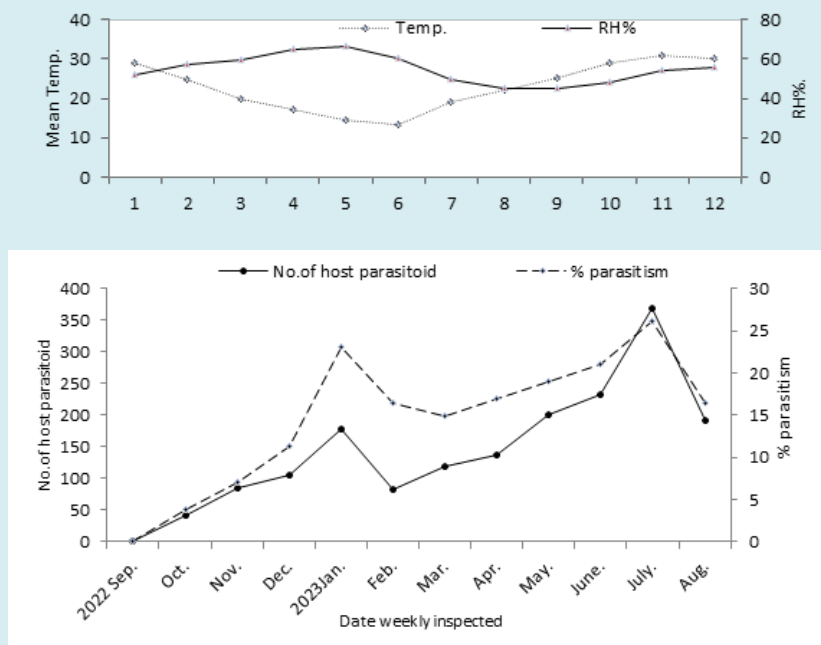 Temp. RH%
40 30 20 10 0
Mean Temp.
80 60 40 20 0
RH%.
1 2 3 4 5 6 7 8 9 10 11 12
No.of host parasitoid % parasitism
400 350 300 250 200 150 100 50 0
No.of host parasitoid
30 25 20 15 10 5 0
% parasitism
2022 Sep. Oct. Nov. Dec. 2023Jan. Feb. Mar. Apr. May. June. July. Aug.
Date weekly inspected